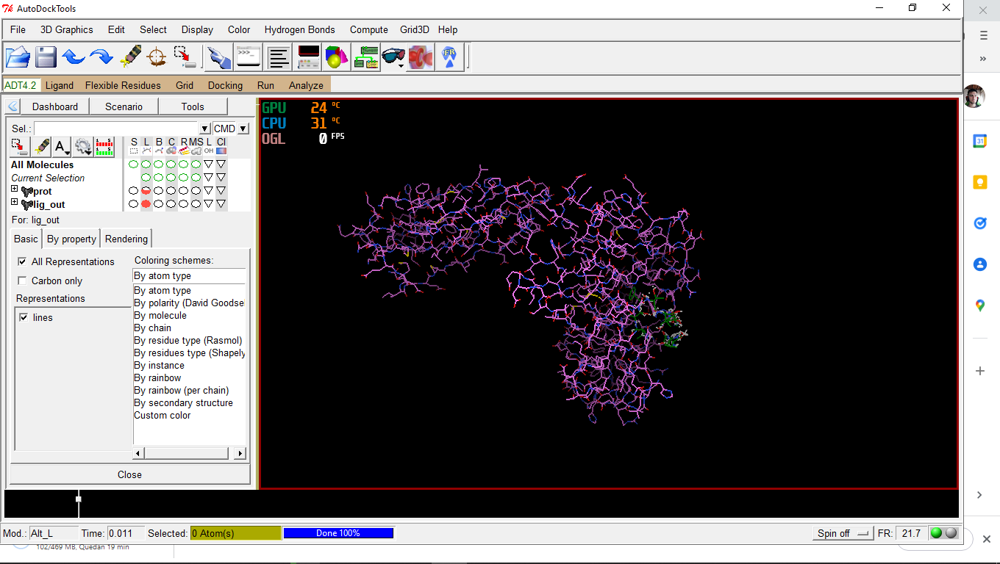 AutoDockTools
File 3D Graphics Edit Select Display Color Hydrogen Bonds Compute Grid3D Help
ADT4.2 Ligand Flexible Residues Grid Docking Run Analyze
Dashboard Scenario Tools
Sel.: CMD
S L B C R MS L Cl
OH
All Molecules
Current Selection
prot
lig_out
For: lig_out
Basic By property Rendering
All Representations
Carbon only
Representations
lines
Coloring schemes:
By atom type
By atom type
By polarity (David Goodse
By molecule
By chain
By residue type (Rasmol)
By residues type (Shapely
By instance
By rainbow
By rainbow (per chain)
By secondary structure
Custom color
Close
GPU 24 °C
CPU 31 °C
OGL 0 FPS
31
Mod.: Alt_L Time: 0.011 Selected: 0 Atom(s) Done 100% Spin off FR: 21.7
102/469 MB, Quedan 19 min